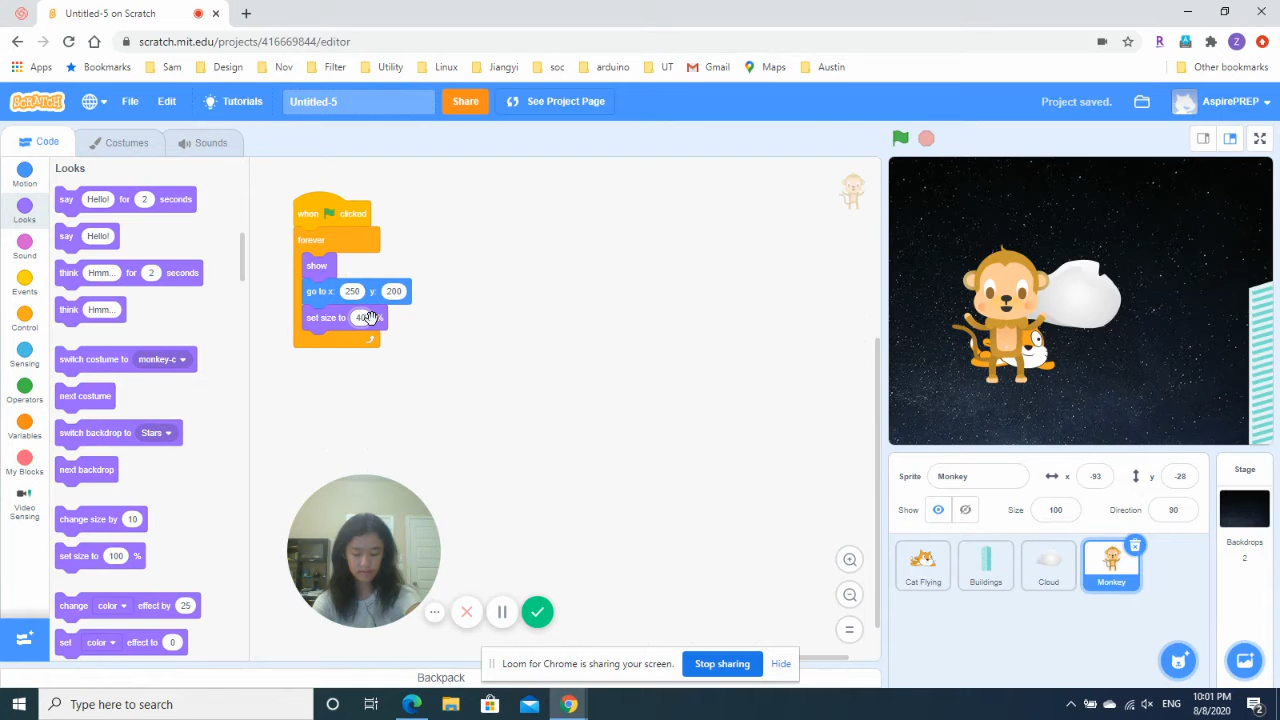 Untitled-5 on Scratch
scratch.mit.edu/projects/416669844/editor
Apps Bookmarks Sam Design Nov Filter Utility Linux Jiangyi soc arduino UT Gmail Maps Austin Other bookmarks
SCRATCH File Edit Tutorials Untitled-5 Share See Project Page Project saved. AspirePREP
Code Costumes Sounds
Motion
Looks
Sound
Events
Control
Sensing
Operators
Variables
My Blocks
Video
Sensing
Looks
say Hello! for 2 seconds
say Hello!
think Hmm... for 2 seconds
think Hmm...
switch costume to monkey-c
next costume
switch backdrop to Stars
next backdrop
change size by 10
set size to 100 %
change color effect by 25
set color effect to 0
when clicked
forever
show
go to x: 250 y: 200
set size to 40 %
Sprite Monkey x -93 y -28
Show Size 100 Direction 90
Cat Flying Buildings Cloud Monkey
Stage
Backdrops
2
Loom for Chrome is sharing your screen. Stop sharing Hide
Backpack
Type here to search
ENG
10:01 PM
8/8/2020
2